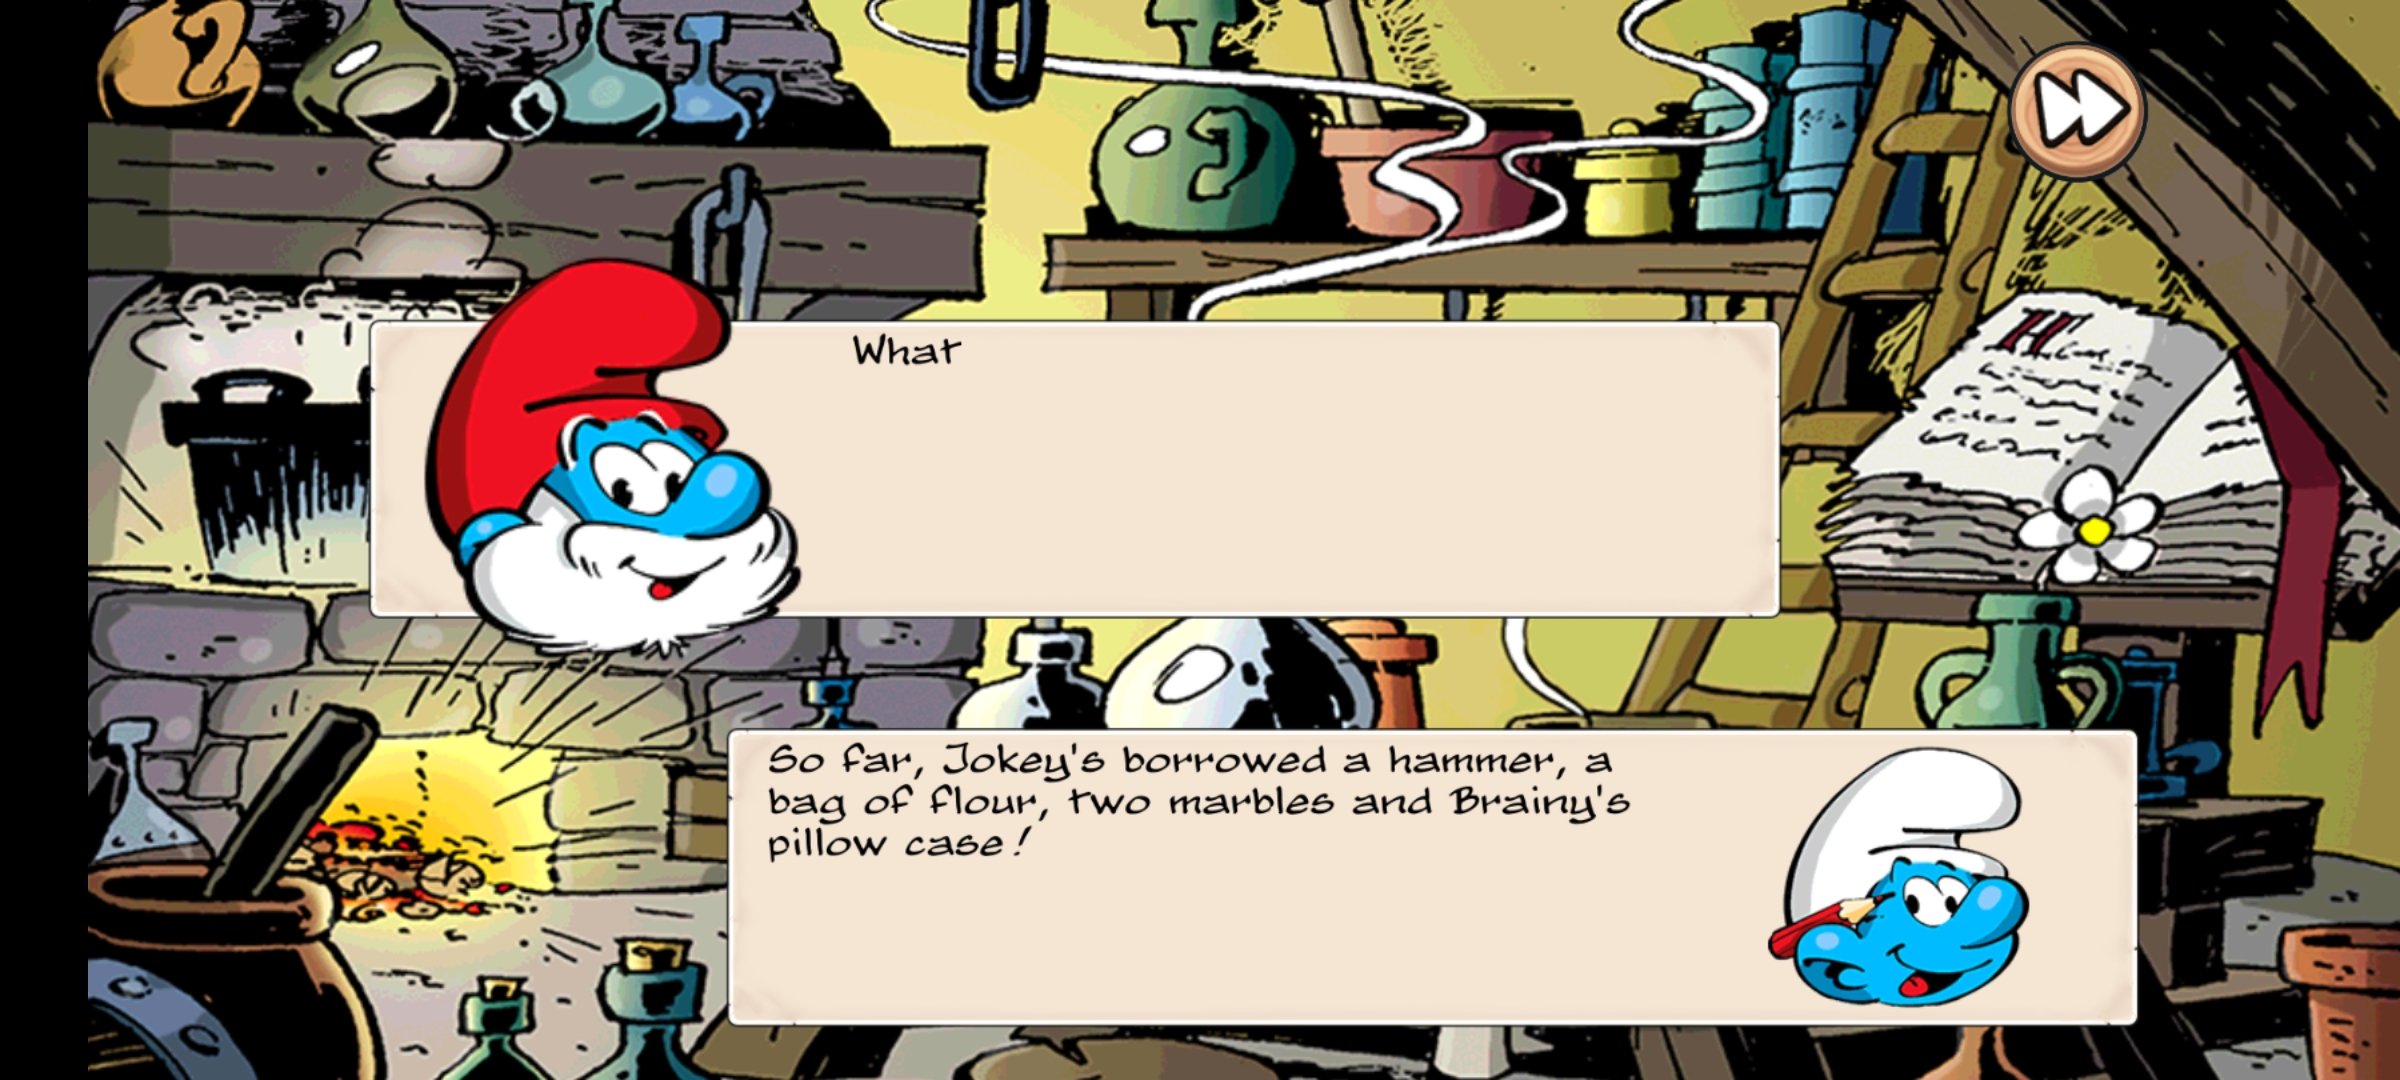 What
So far, Jokey's borrowed a hammer, a
bag of flour, two marbles and Brainy's
pillow case!